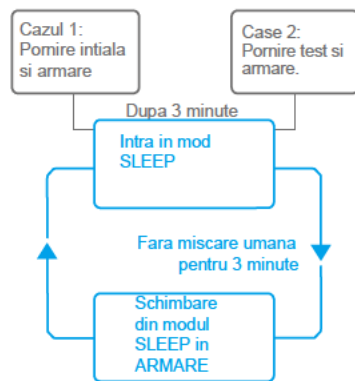 Cazul 1:
Pornire intiala
si armare
Case 2:
Pornire test si
armare.
Dupa 3 minute
Intra in mod
SLEEP
Fara miscare umana
pentru 3 minute
Schimbare
din modul
SLEEP in
ARMARE